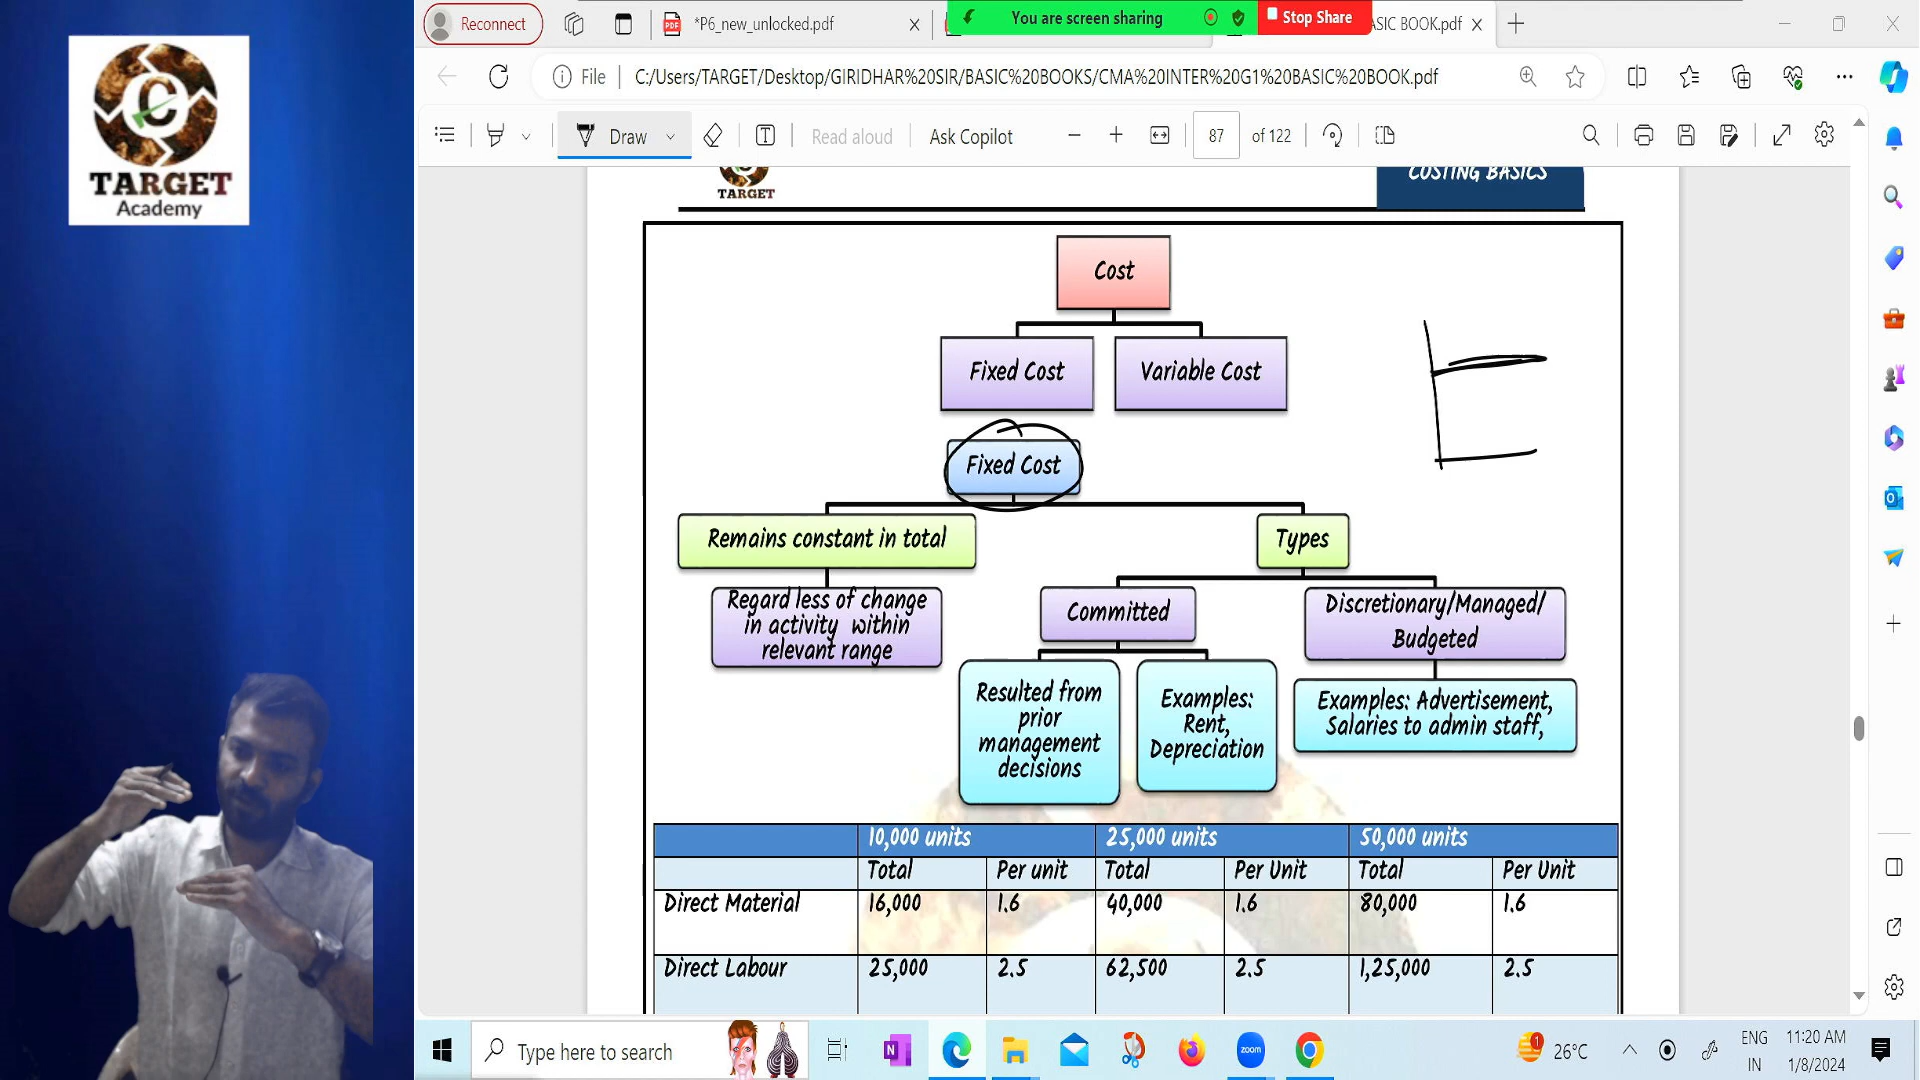 TARGET
Academy
Reconnect
*P6_new_unlocked.pdf
You are screen sharing
Stop Share
ASIC BOOK.pdf
File
C:/Users/TARGET/Desktop/GIRIDHAR%20SIR/BASIC%20BOOKS/CMA%20INTER%20G1%20BASIC%20BOOK.pdf
Draw
Read aloud
Ask Copilot
87
of 122
TARGET
COSTING BASICS
Cost
Fixed Cost
Variable Cost
Fixed Cost
Remains constant in total
Types
Regard less of change
in activity within
relevant range
Committed
Discretionary/Managed/
Budgeted
Resulted from
prior
management
decisions
Examples:
Rent,
Depreciation
Examples: Advertisement,
Salaries to admin staff,
10,000 units 25,000 units 50,000 units
Total Per unit Total Per Unit Total Per Unit
Direct Material 16,000 1.6 40,000 1.6 80,000 1.6
Direct Labour 25,000 2.5 62,500 2.5 1,25,000 2.5
Type here to search
zoom
1
26°C
ENG
IN
11:20 AM
1/8/2024